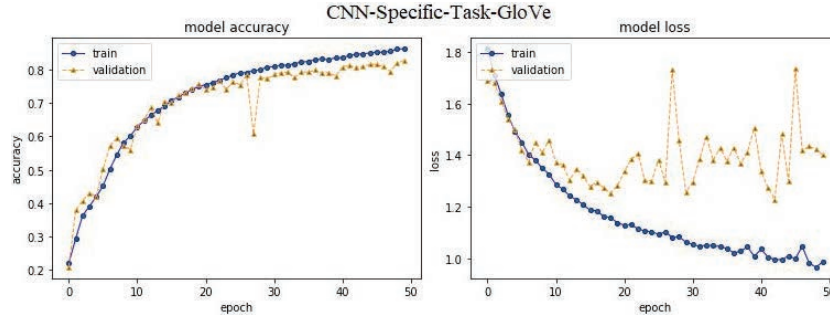 CNN-Specific-Task-GloVe
model accuracy
train
validation
accuracy
0.8
0.7
0.6
0.5
0.4
0.3
0.2
0
10
20
30
40
50
epoch
model loss
train
validation
loss
1.8
1.6
1.4
1.2
1.0
0
10
20
30
40
50
epoch